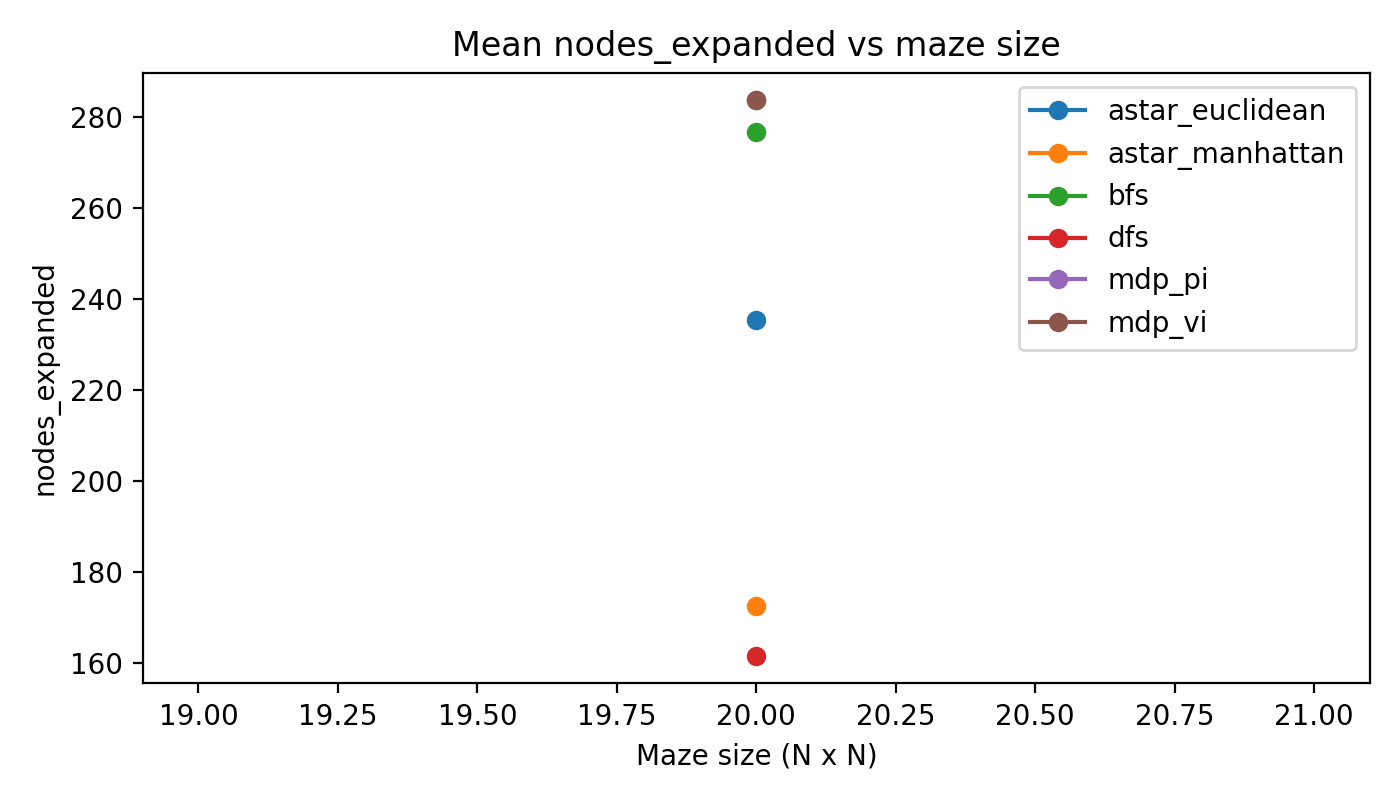 Mean nodes_expanded vs maze size
nodes_expanded
280
260
240
220
200
180
160
astar_euclidean
astar_manhattan
bfs
dfs
mdp_pi
mdp_vi
19.00 19.25 19.50 19.75 20.00 20.25 20.50 20.75 21.00
Maze size (N x N)